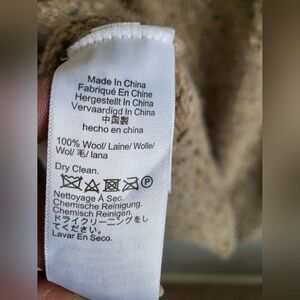 Made In China
Fabriqué En Chine
Hergestellt In China
Vervaardigd In China
中国製
hecho en china
100% Wool/ Laine/ Wolle/
Wol/ 毛/ lana
Dry Clean.
P
Nettoyage A Sec.
Chemische Reinigung.
Chemisch Reinigen.
ドライクリーニングをし
てください。
Lavar En Seco.